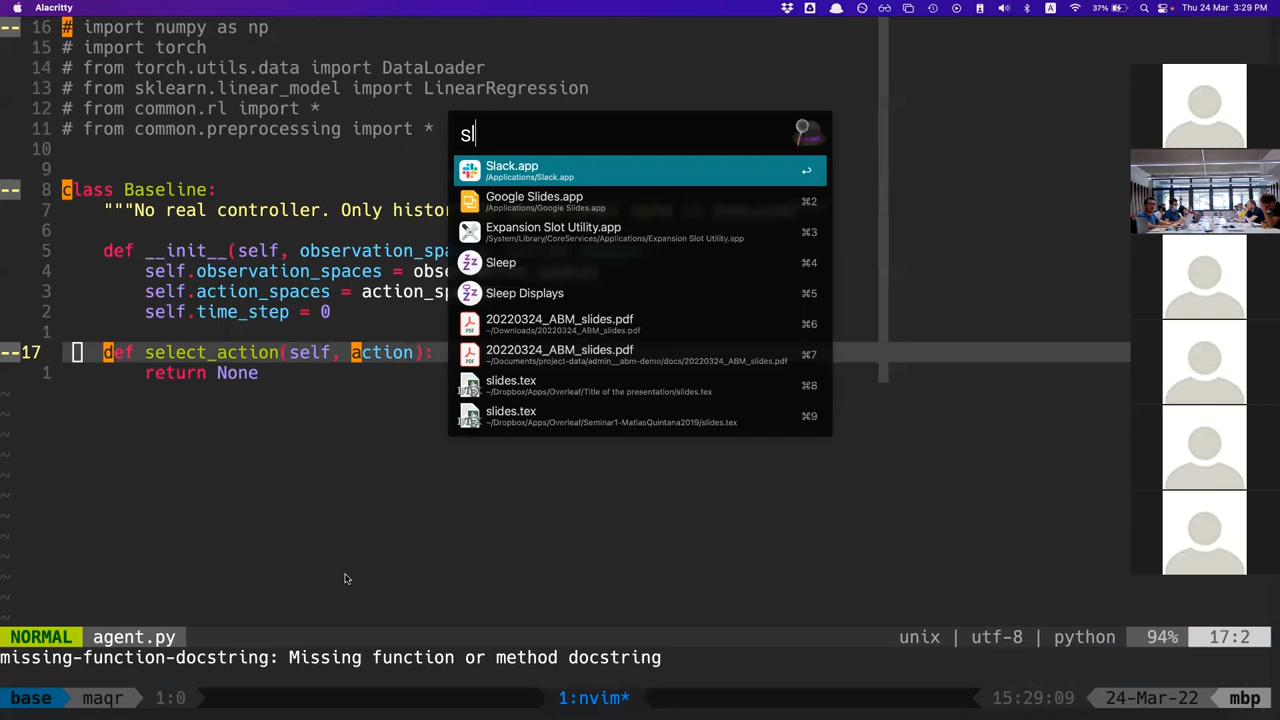 Alacritty
37% Thu 24 Mar 3:29 PM
16 # import numpy as np
15 # import torch
14 # from torch.utils.data import DataLoader
13 # from sklearn.linear_model import LinearRegression
12 # from common.rl import *
11 # from common.preprocessing import *
10
9
8 class Baseline:
7 """No real controller. Only histor
6
5 def __init__(self, observation_spa
4 self.observation_spaces = obse
3 self.action_spaces = action_sp
2 self.time_step = 0
1
17 def select_action(self, action):
1 return None
sl
Slack.app
/Applications/Slack.app
Google Slides.app
/Applications/Google Slides.app
⌘2
Expansion Slot Utility.app
/System/Library/CoreServices/Applications/Expansion Slot Utility.app
⌘3
Sleep
⌘4
Sleep Displays
⌘5
20220324_ABM_slides.pdf
~/Downloads/20220324_ABM_slides.pdf
⌘6
20220324_ABM_slides.pdf
~/Documents/project-data/admin__abm-demo/docs/20220324_ABM_slides.pdf
⌘7
slides.tex
~/Dropbox/Apps/Overleaf/Title of the presentation/slides.tex
⌘8
slides.tex
~/Dropbox/Apps/Overleaf/Seminar1-MatiasQuintana2019/slides.tex
⌘9
NORMAL agent.py unix | utf-8 | python 94% 17:2
missing-function-docstring: Missing function or method docstring
base maqr 1:0 1:nvim* 15:29:09 24-Mar-22 mbp